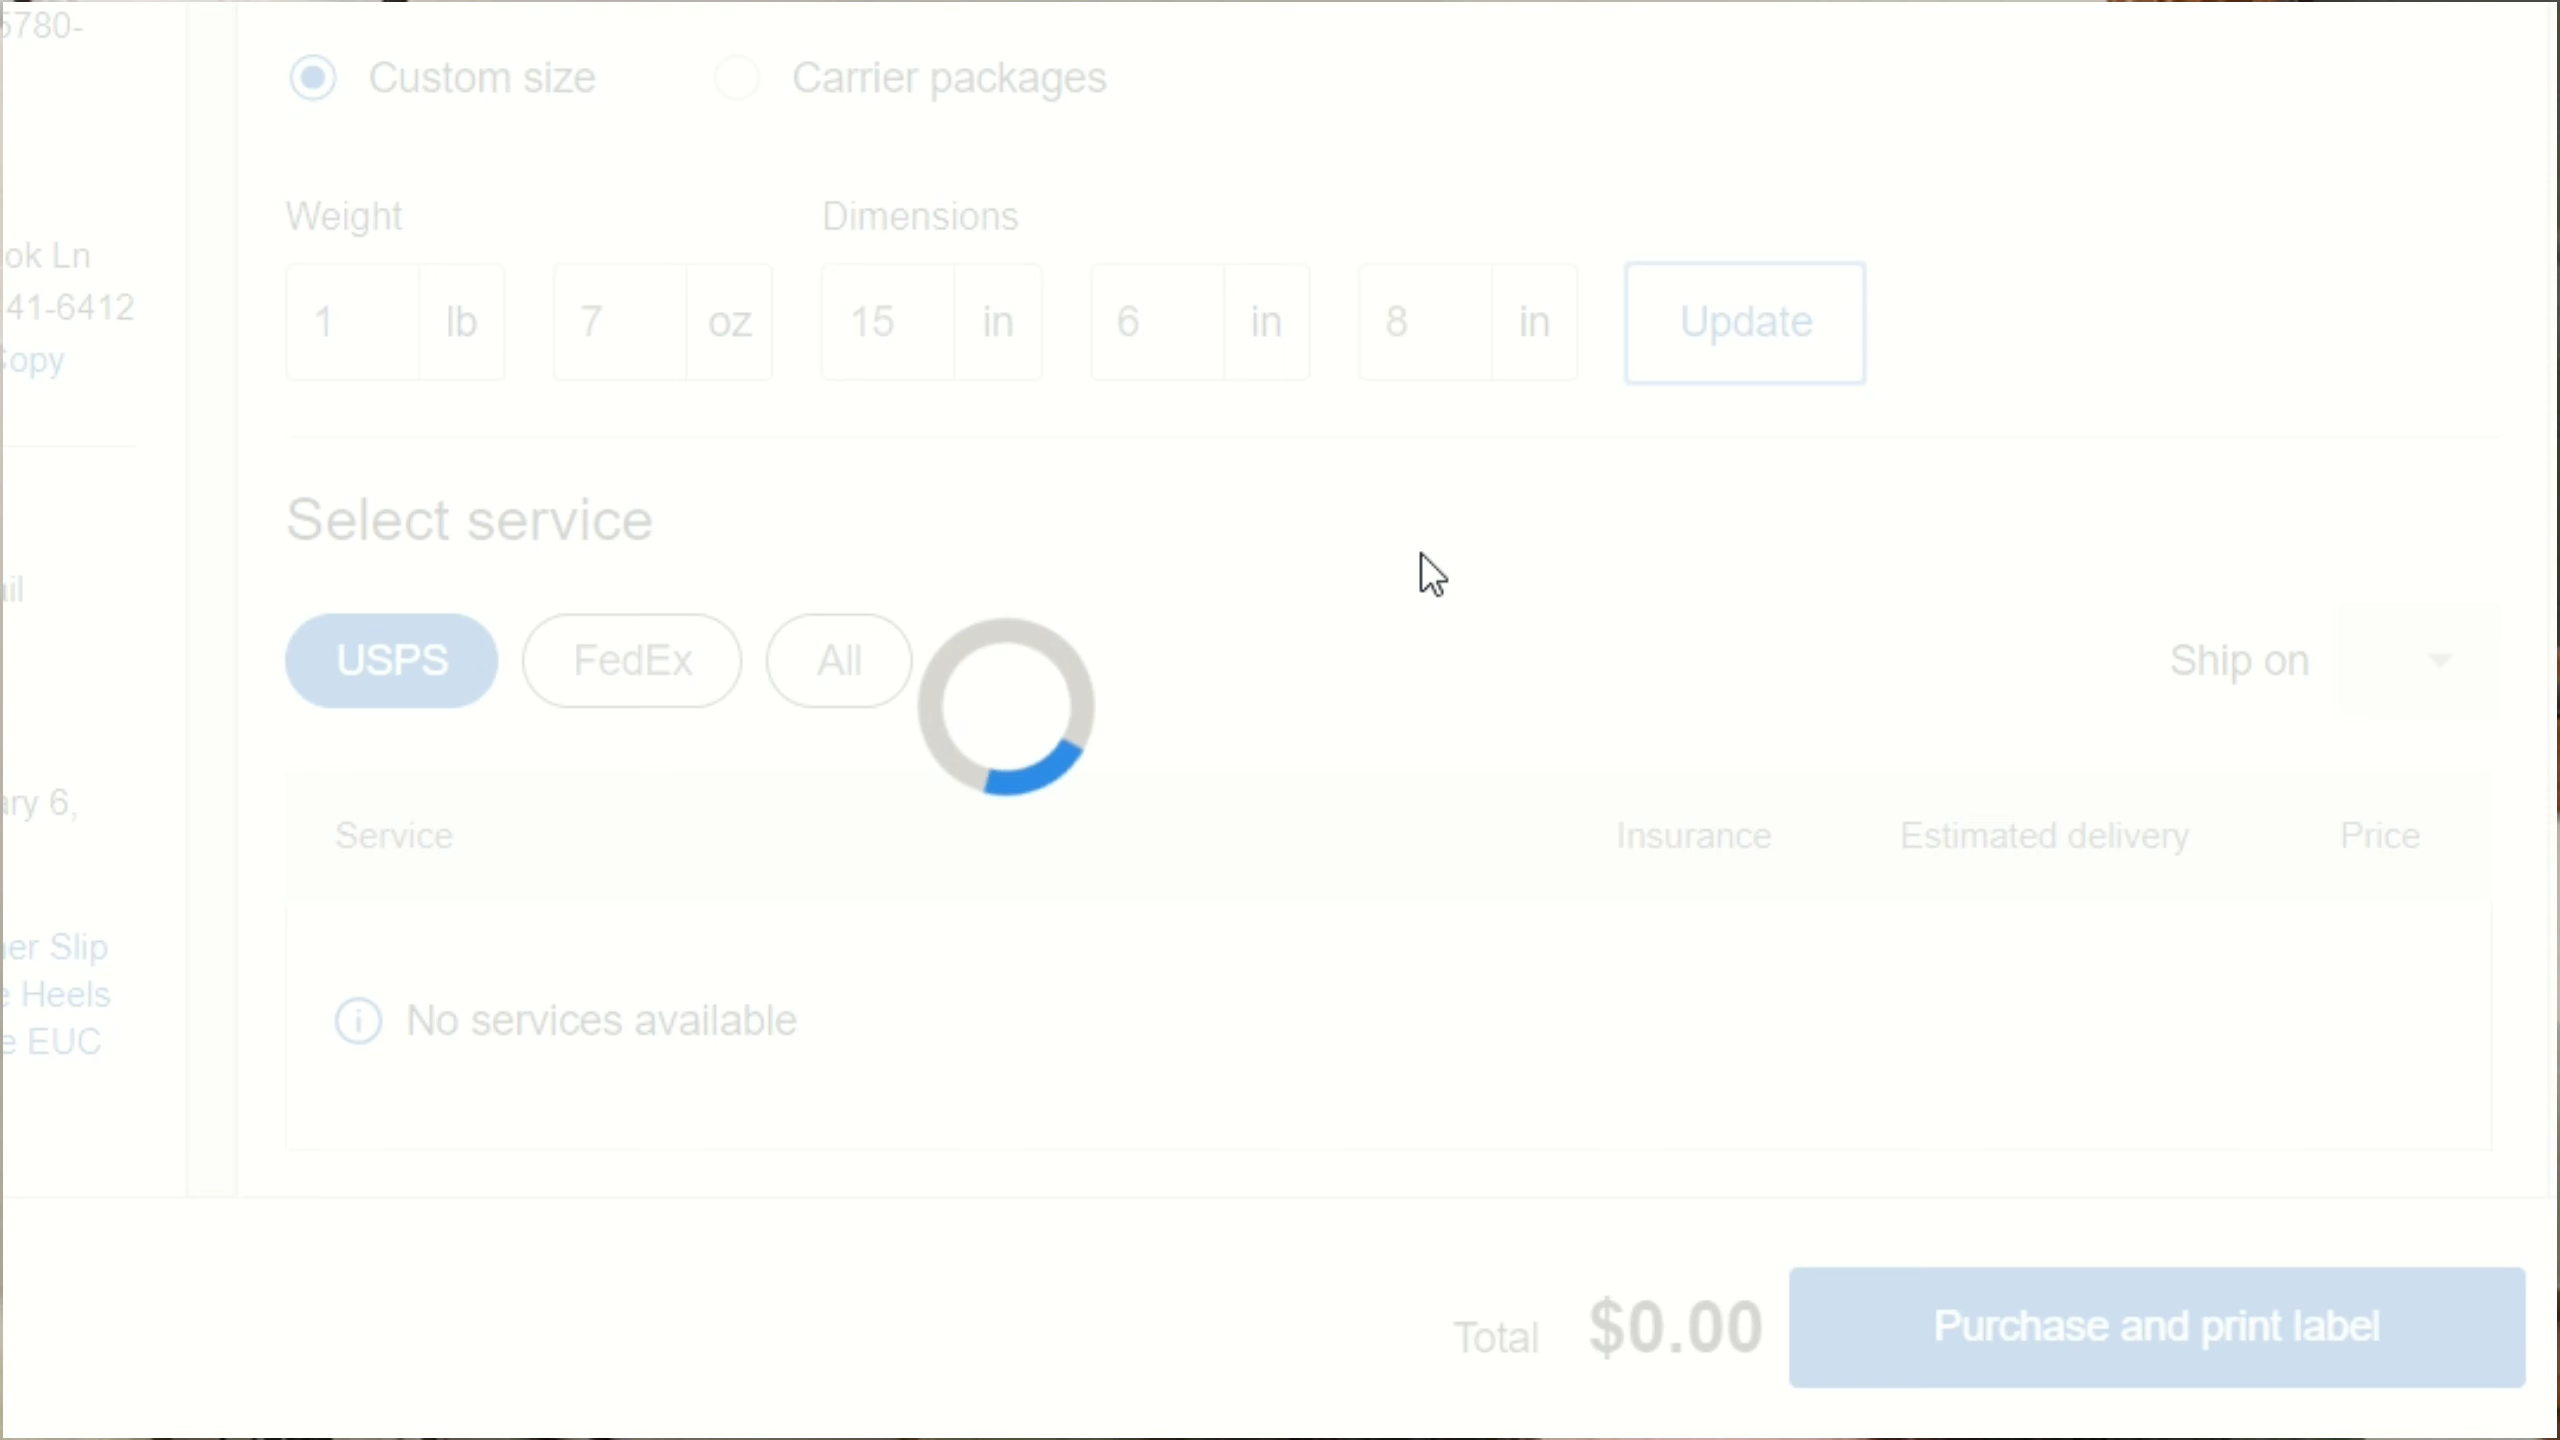 5780-
Custom size
Carrier packages
Weight
Dimensions
ok Ln
41-6412
Copy
1 lb
7 oz
15 in
6 in
8 in
Update
Select service
USPS
FedEx
All
Ship on
Service
Insurance
Estimated delivery
Price
6,
er Slip
e Heels
e EUC
No services available
Total
$0.00
Purchase and print label